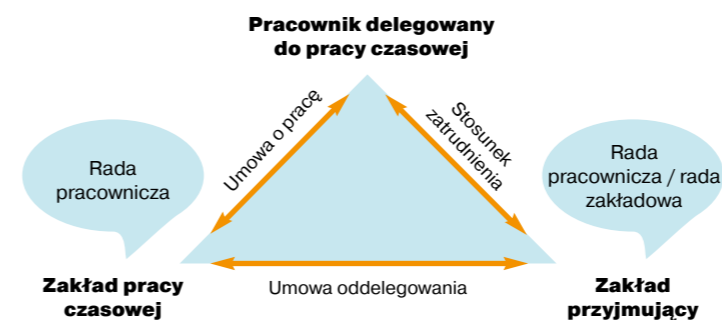 Pracownik delegowany
do pracy czasowej
Umowa o pracę
Stosunek
zatrudnienia
Rada
pracownicza
Rada
pracownicza / rada
zakładowa
Zakład pracy
czasowej
Umowa oddelegowania
Zakład
przyjmujący